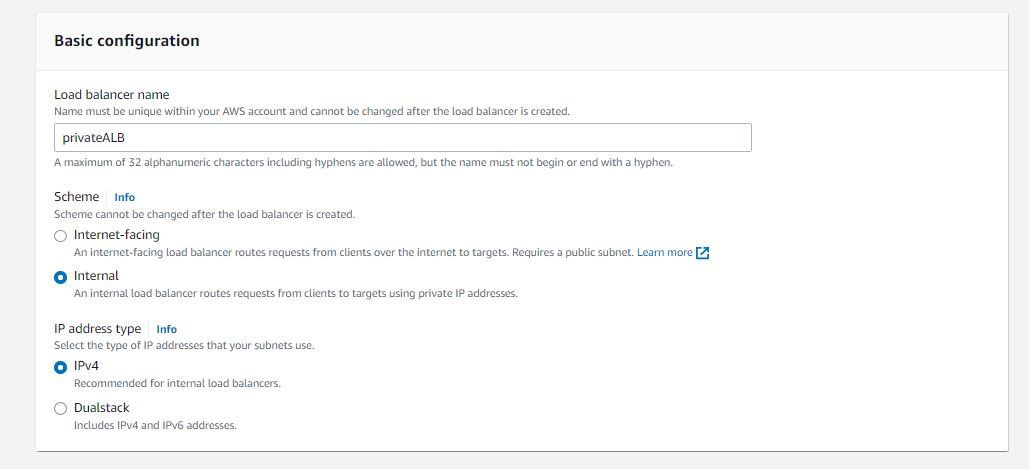 Basic configuration
Load balancer name
Name must be unique within your AWS account and cannot be changed after the load balancer is created.
privateALB
A maximum of 32 alphanumeric characters including hyphens are allowed, but the name must not begin or end with a hyphen.
Scheme Info
Scheme cannot be changed after the load balancer is created.
Internet-facing
An internet-facing load balancer routes requests from clients over the internet to targets. Requires a public subnet. Learn more
Internal
An internal load balancer routes requests from clients to targets using private IP addresses.
IP address type Info
Select the type of IP addresses that your subnets use.
IPv4
Recommended for internal load balancers.
Dualstack
Includes IPv4 and IPv6 addresses.